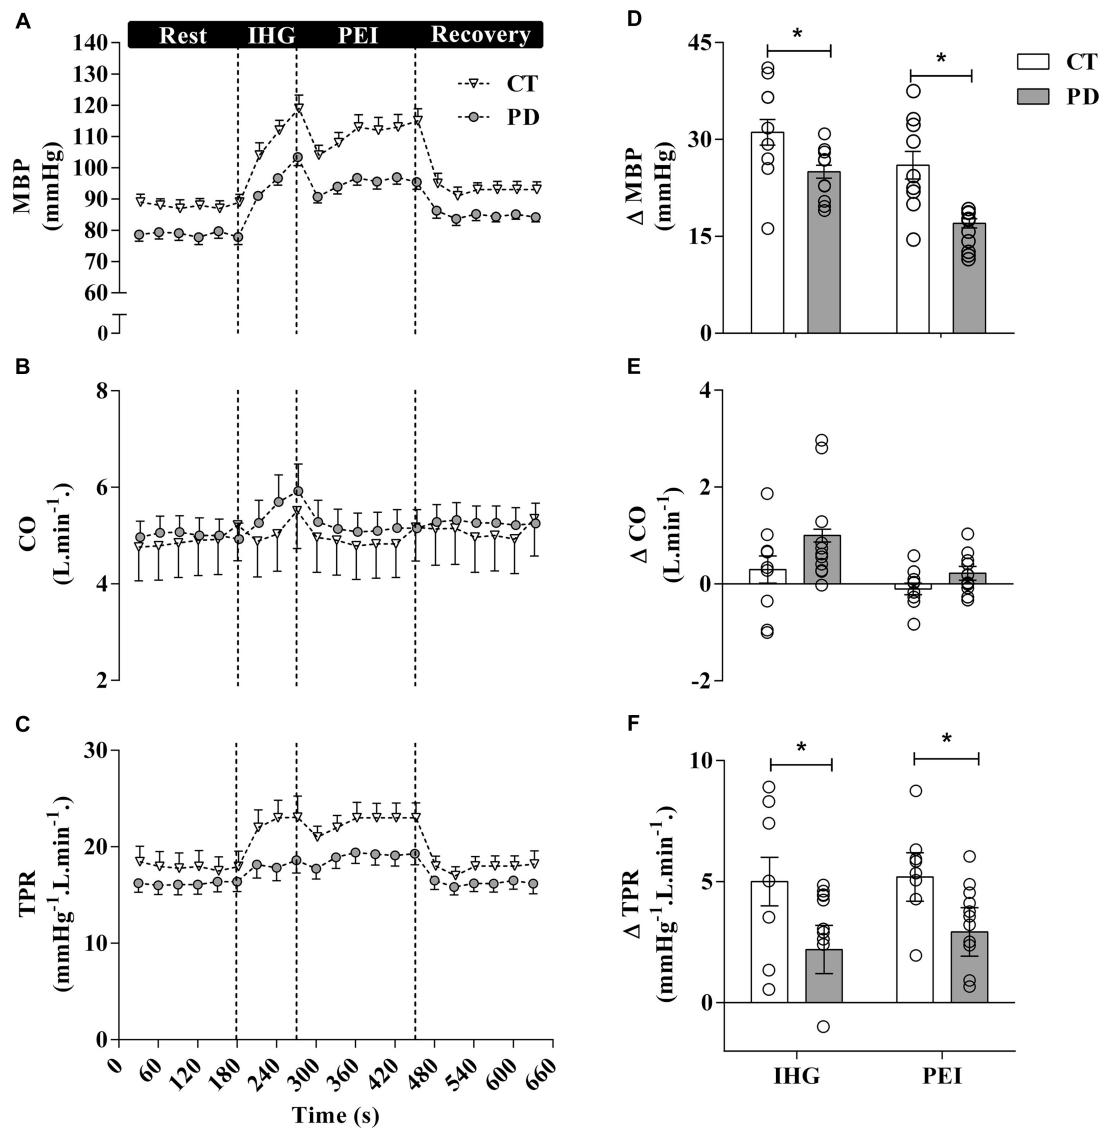 A
Rest IHG PEI Recovery
140
130
120
110
100
90
80
70
60
0
MBP
(mmHg)
CT
PD
B
8
6
4
2
CO
(L.min⁻¹.)
C
30
20
10
0
TPR
(mmHg⁻¹.L.min⁻¹.)
0 60 120 180 240 300 360 420 480 540 600 660
Time (s)
D
45
30
15
0
Δ MBP
(mmHg)
* *
CT
PD
E
4
2
0
-2
Δ CO
(L.min⁻¹)
F
10
5
0
Δ TPR
(mmHg⁻¹.L.min⁻¹.)
* *
IHG PEI